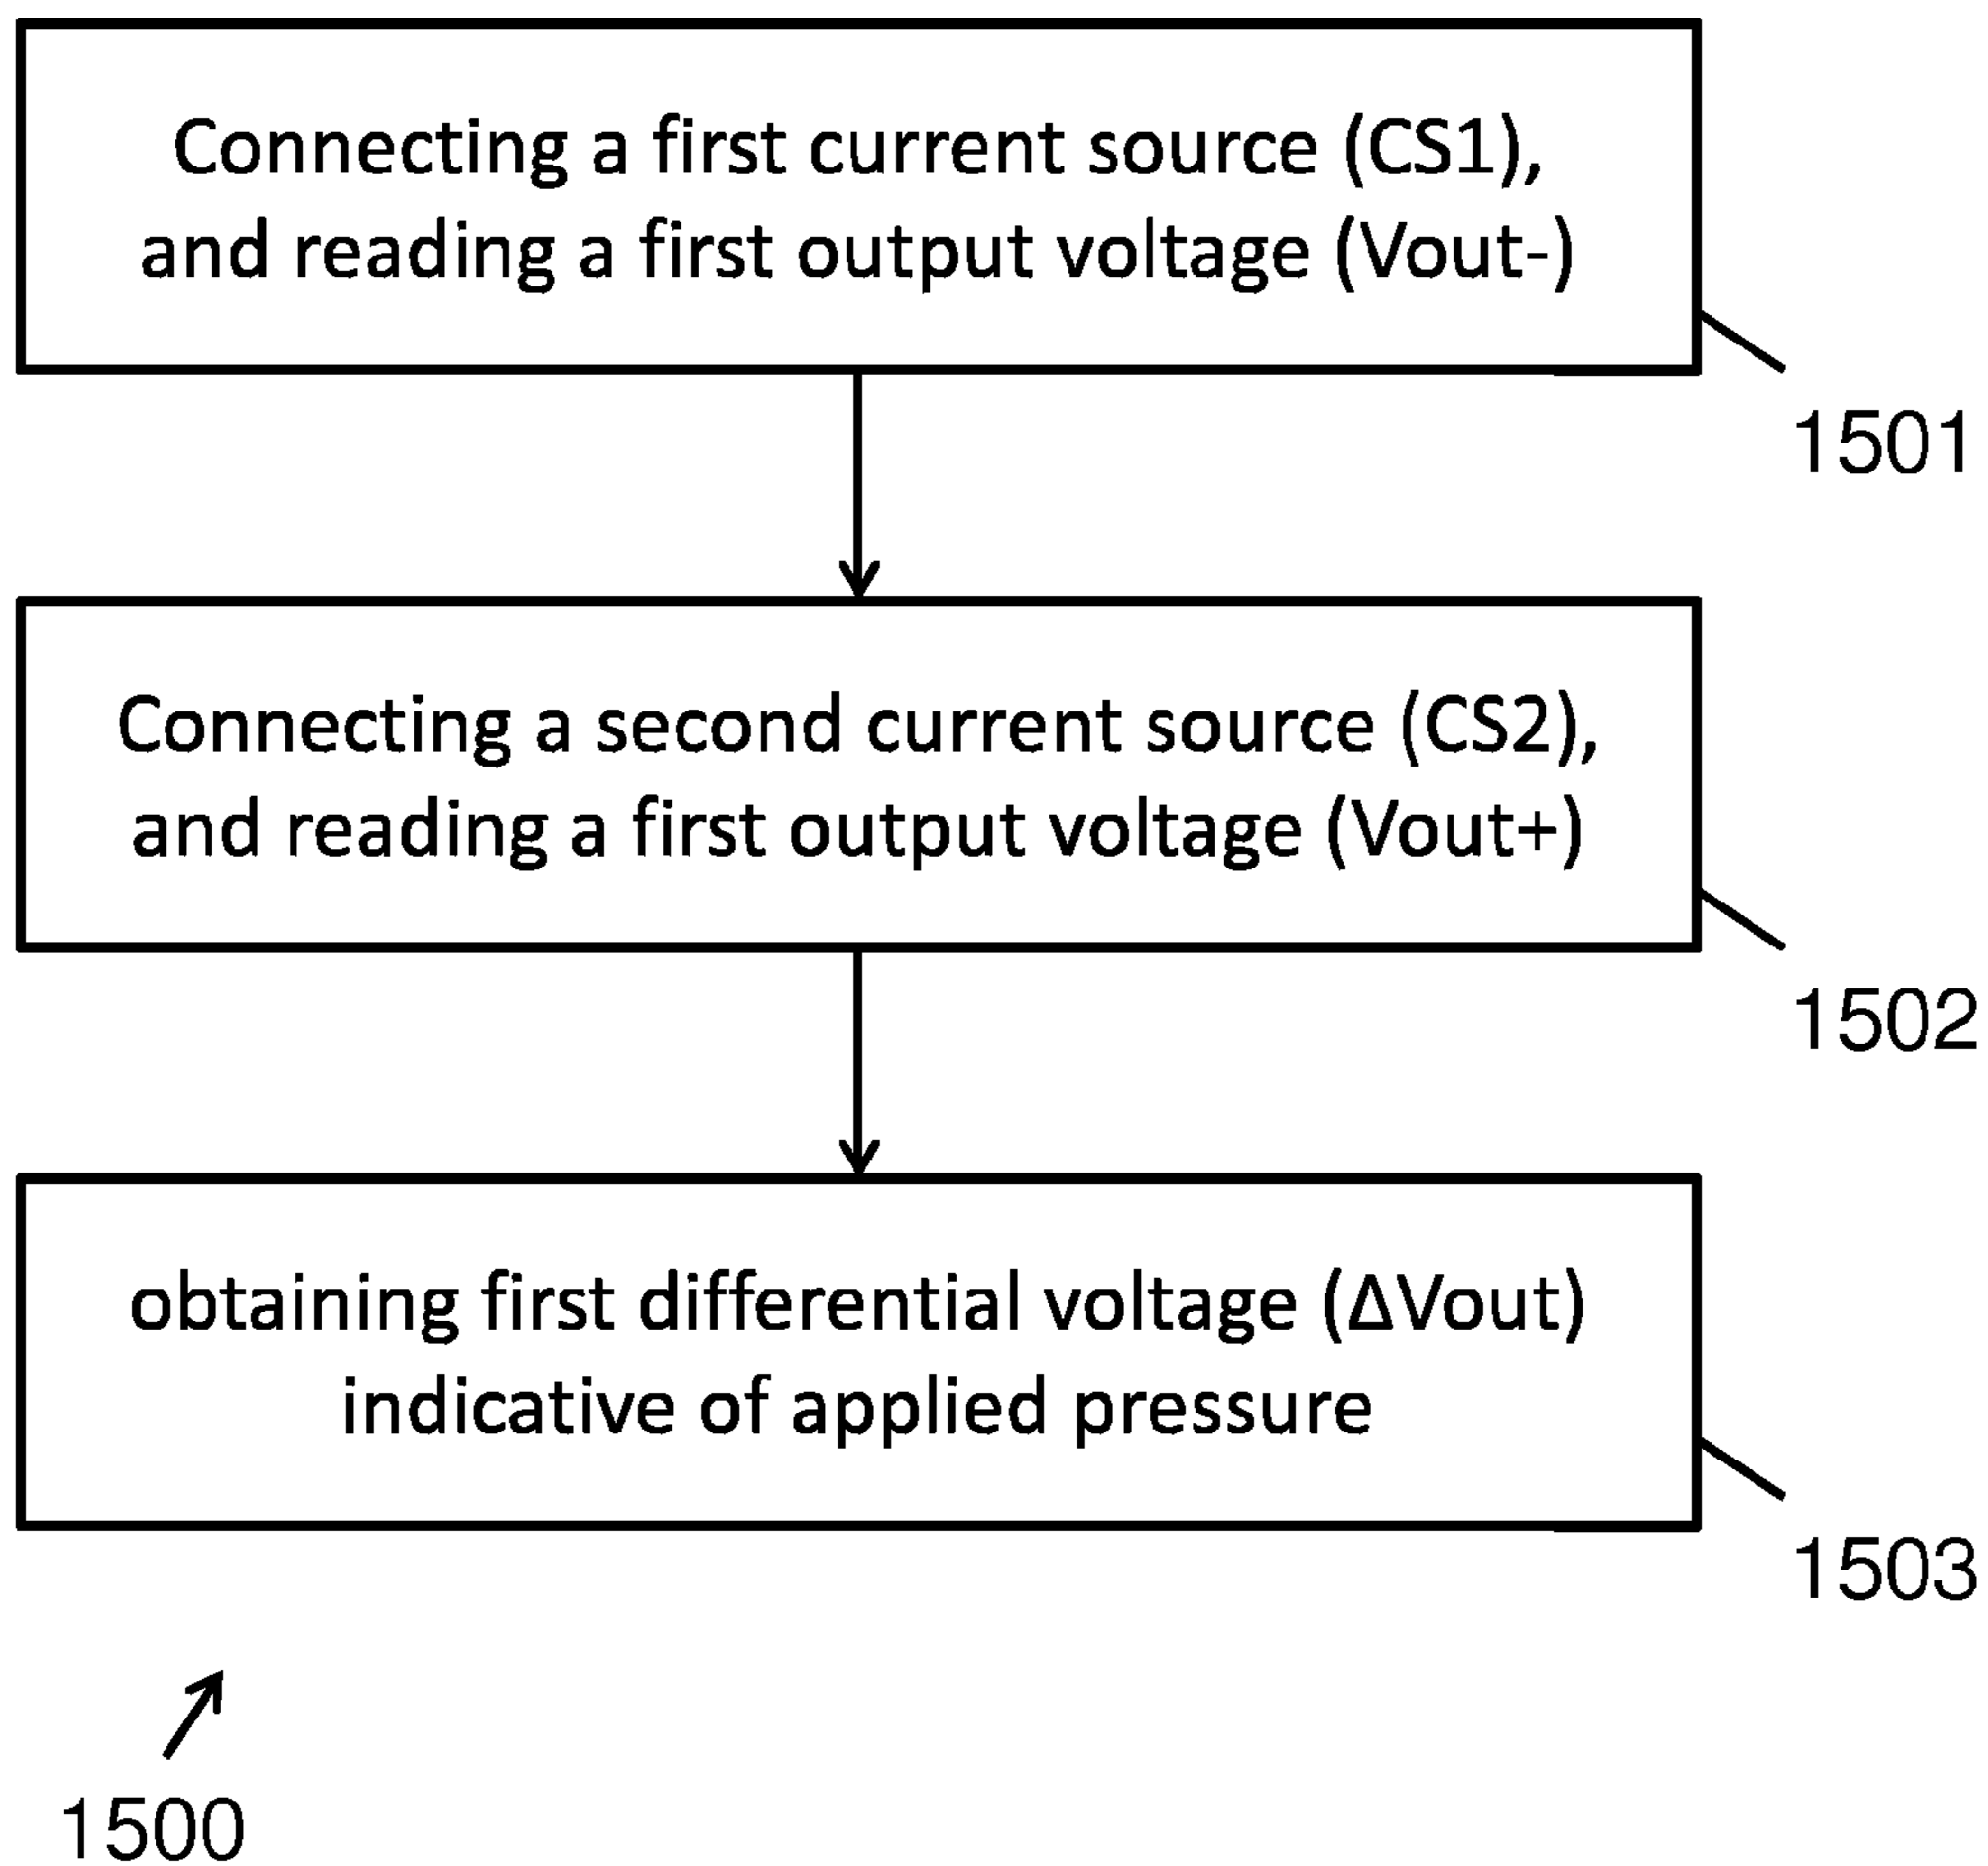 Connecting a first current source (CS1),
and reading a first output voltage (Vout-)
1501
Connecting a second current source (CS2),
and reading a first output voltage (Vout+)
1502
obtaining first differential voltage (ΔVout)
indicative of applied pressure
1503
1500